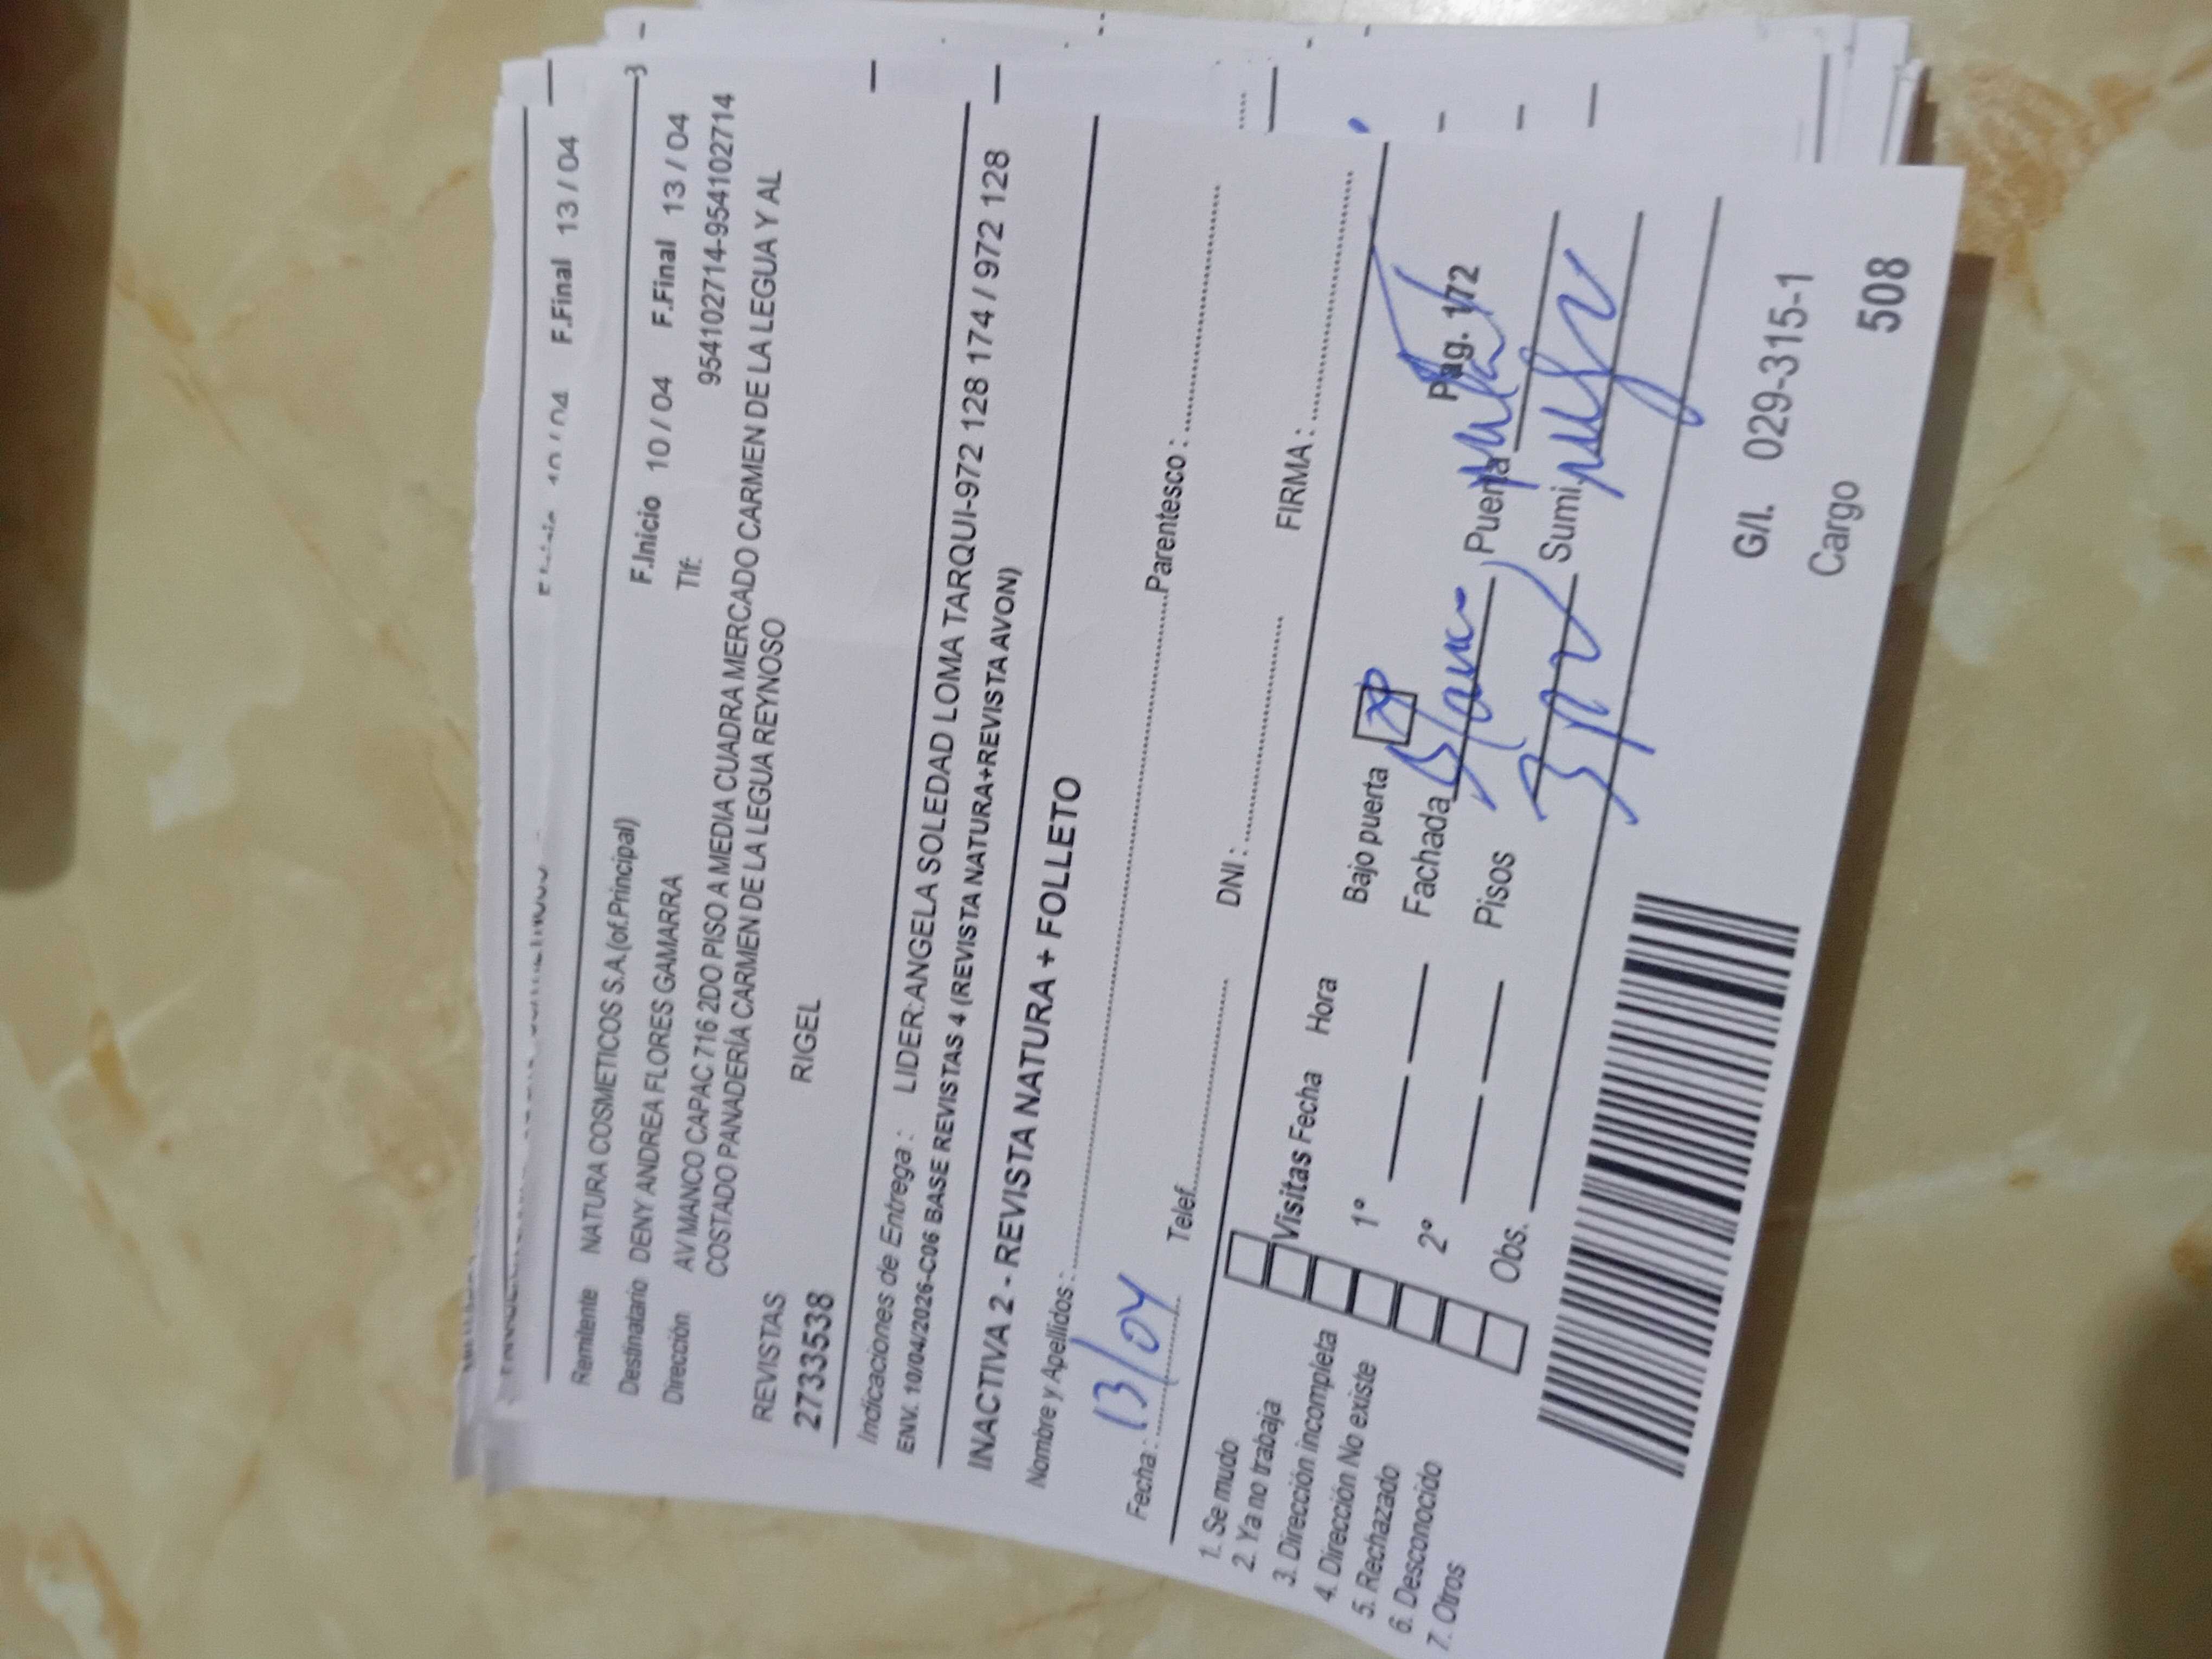 F.Final 13 / 04
Remitente NATURA COSMETICOS S.A.(of.Principal)
Destinatario DENY ANDREA FLORES GAMARRA F.Inicio 10 / 04 F.Final 13 / 04
Dirección AV MANCO CAPAC 716 2DO PISO A MEDIA CUADRA MERCADO CARMEN DE LA LEGUA Y AL
Tlf: 954102714-954102714
COSTADO PANADERÍA CARMEN DE LA LEGUA REYNOSO
REVISTAS RIGEL
2733538
Indicaciones de Entrega : LIDER:ANGELA SOLEDAD LOMA TARQUI-972 128 174 / 972 128
ENV. 10/04/2026-C06 BASE REVISTAS 4 (REVISTA NATURA+REVISTA AVON)
INACTIVA 2 - REVISTA NATURA + FOLLETO
Nombre y Apellidos : Parentesco :
Fecha : 13/04 Telef. DNI : FIRMA :
1. Se mudo
2. Ya no trabaja
3. Dirección incompleta
4. Dirección No existe
5. Rechazado
6. Desconocido
7. Otros
Visitas Fecha Hora
1º
2º
Obs.
Bajo puerta
Fachada Puerta
Pisos Sumi.
Pag. 172
G/I. 029-315-1
Cargo
508